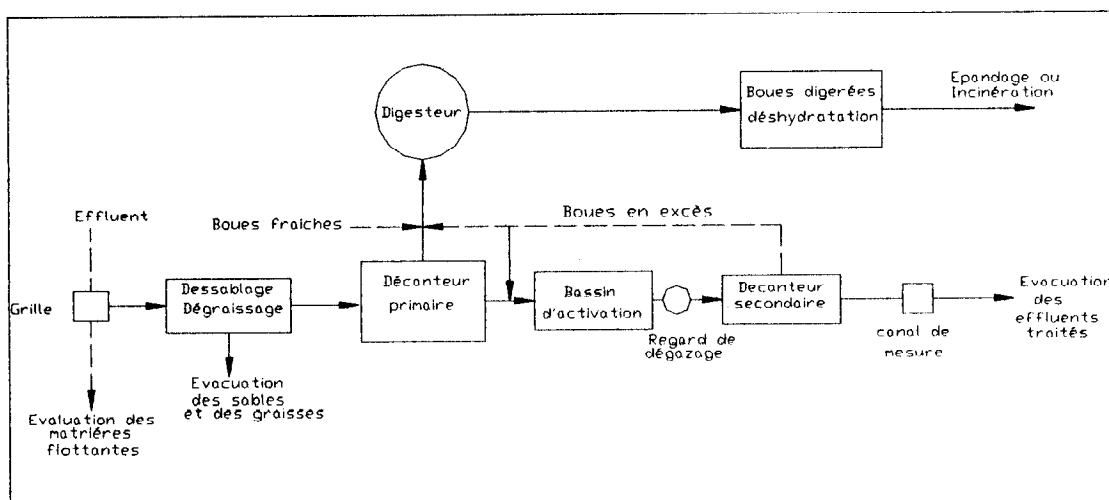 Digesteur
Boues digerées
déshydratation
Epandage ou
Incinération
Effluent
Boues fraîches
Boues en excès
Grille
Dessablage
Dégraissage
Décanteur
primaire
Bassin
d'activation
Regard de
dégazage
Decanteur
secondaire
canal de
mesure
Evacuation
des
effluents
traités
Evacuation
des sables
et des graisses
Evaluation des
matrières
flottantes